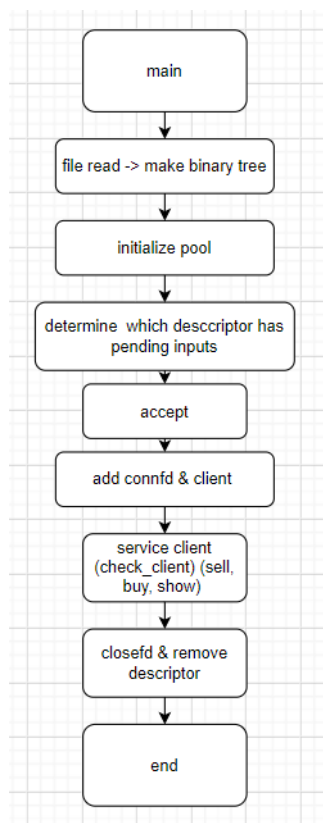 main
file read -> make binary tree
initialize pool
determine which desccriptor has
pending inputs
accept
add connfd & client
service client
(check_client) (sell,
buy, show)
closefd & remove
descriptor
end